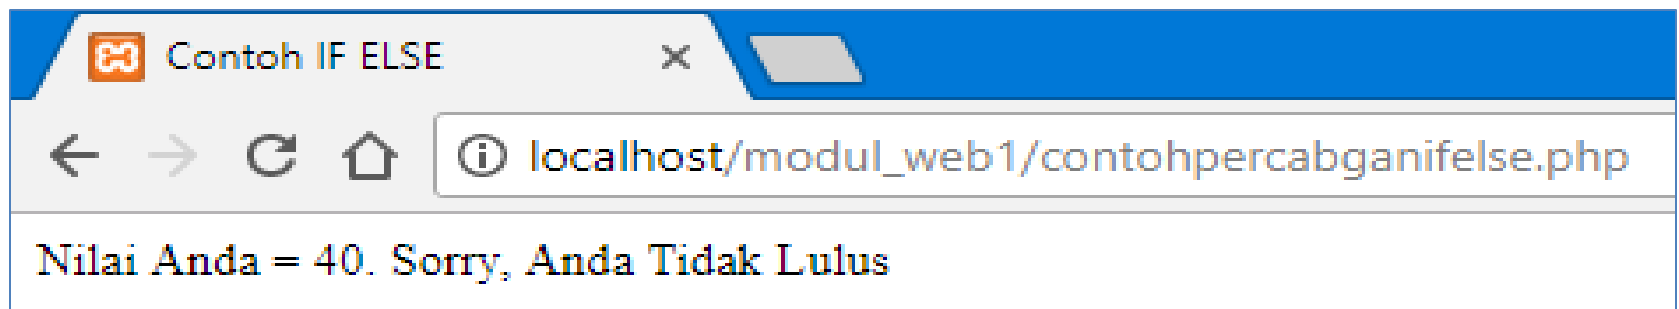 Contoh IF ELSE
localhost/modul_web1/contohpercabganifelse.php
Nilai Anda = 40. Sorry, Anda Tidak Lulus